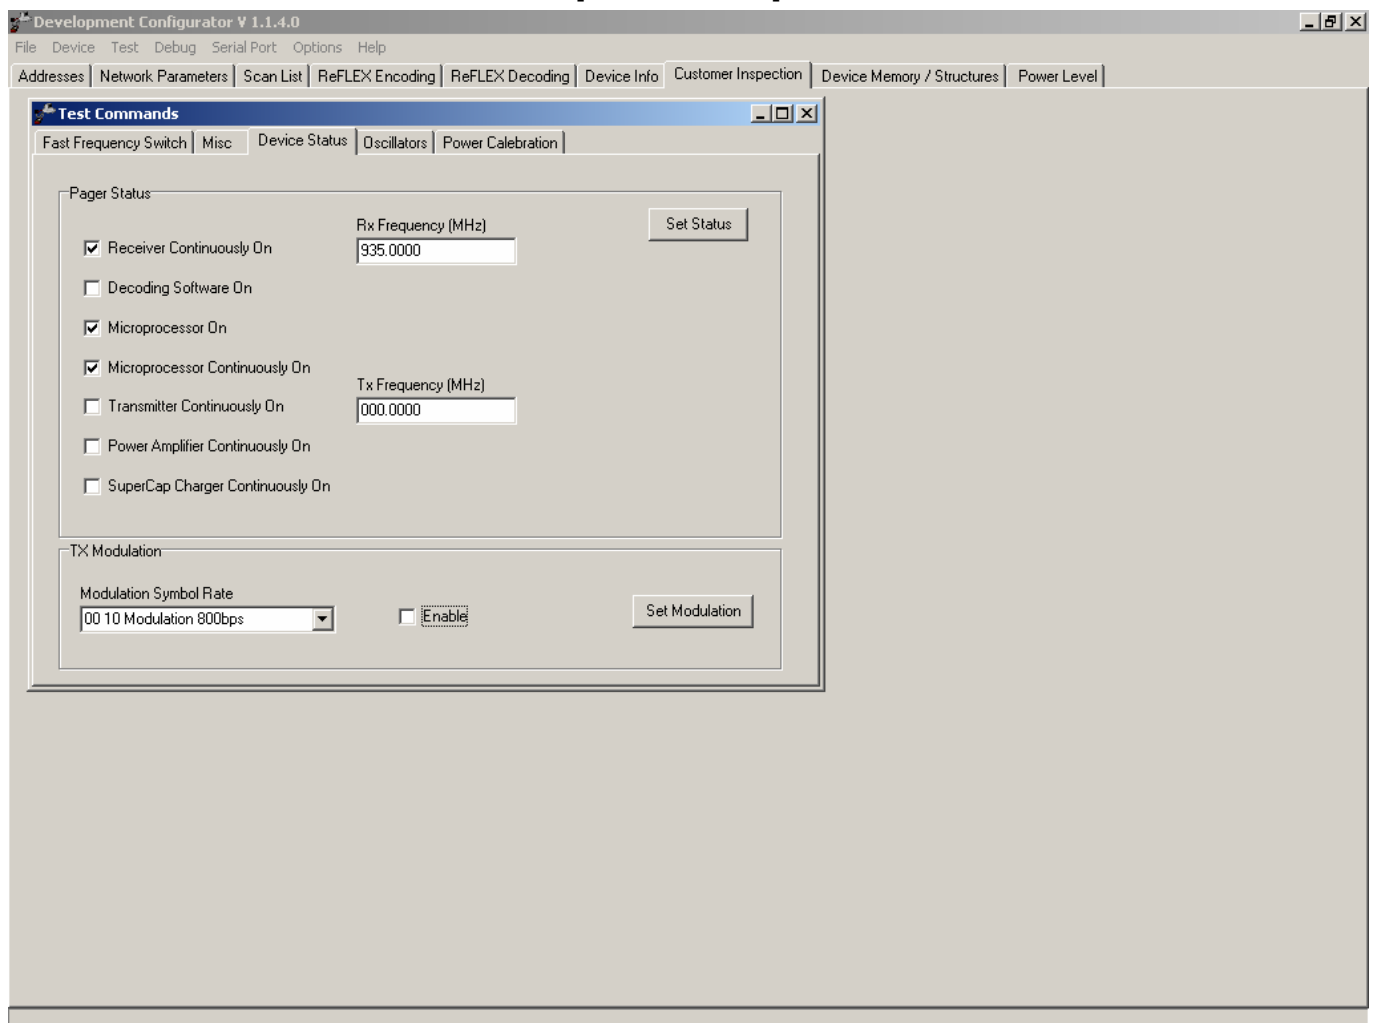 Development Configurator V 1.1.4.0
File Device Test Debug Serial Port Options Help
Addresses Network Parameters Scan List ReFLEX Encoding ReFLEX Decoding Device Info Customer Inspection Device Memory / Structures Power Level
Test Commands
Fast Frequency Switch Misc Device Status Oscillators Power Calebration
Pager Status
Rx Frequency (MHz) Set Status
Receiver Continuously On 935.0000
Decoding Software On
Microprocessor On
Microprocessor Continuously On
Tx Frequency (MHz)
Transmitter Continuously On 000.0000
Power Amplifier Continuously On
SuperCap Charger Continuously On
TX Modulation
Modulation Symbol Rate
00 10 Modulation 800bps Enable Set Modulation